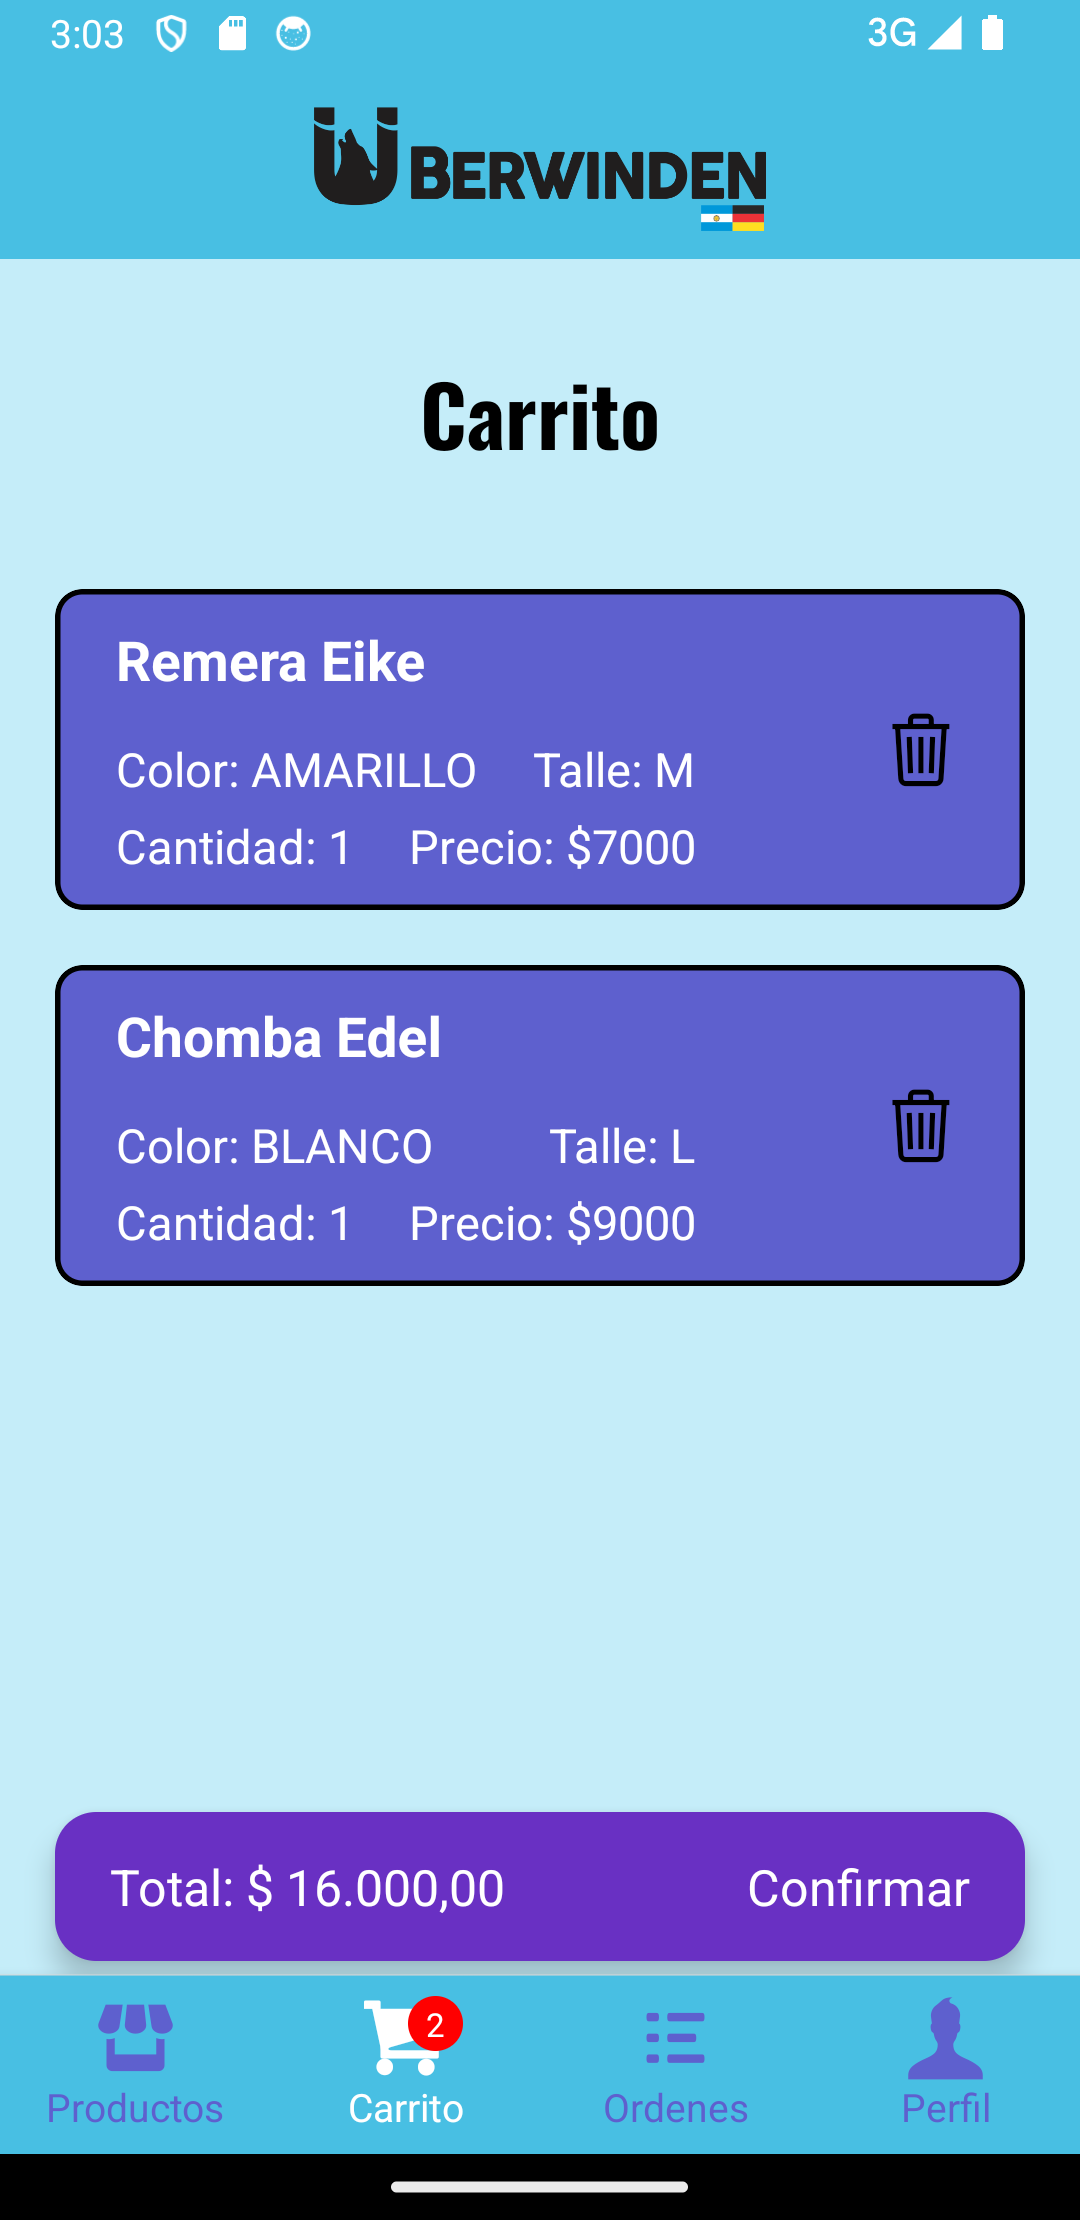 3:03 3G
ÜBERWINDEN
Carrito
Remera Eike
Color: AMARILLO Talle: M
Cantidad: 1 Precio: $7000
Chomba Edel
Color: BLANCO Talle: L
Cantidad: 1 Precio: $9000
Total: $ 16.000,00 Confirmar
2
Productos Carrito Ordenes Perfil